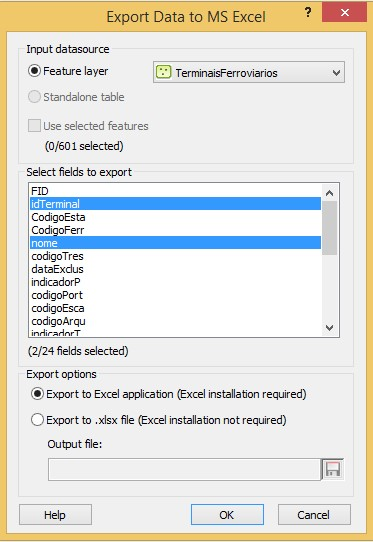 Export Data to MS Excel
?
Input datasource
Feature layer
TerminaisFerroviarios
Standalone table
Use selected features
(0/601 selected)
Select fields to export
FID
idTerminal
CodigoEsta
CodigoFerr
nome
codigoTres
dataExclus
indicadorP
codigoPort
codigoEsca
codigoArqu
indicadorT
(2/24 fields selected)
Export options
Export to Excel application (Excel installation required)
Export to .xlsx file (Excel installation not required)
Output file:
Help
OK
Cancel